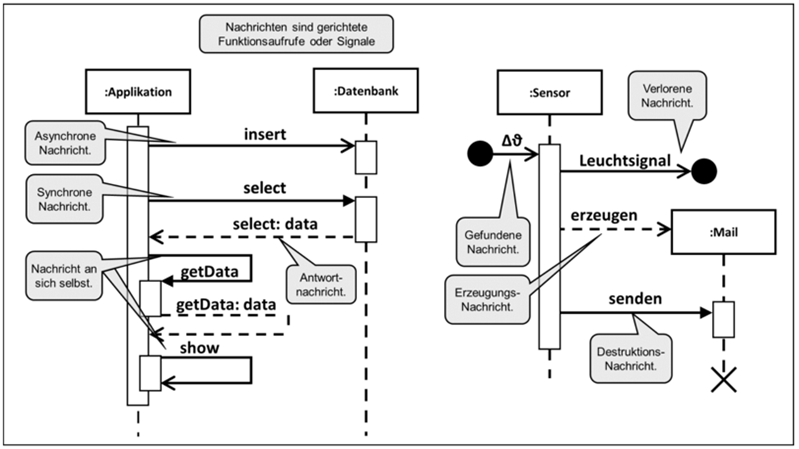 Nachrichten sind gerichtete
Funktionsaufrufe oder Signale
:Applikation
:Datenbank
Asynchrone
Nachricht.
insert
Synchrone
Nachricht.
select
select: data
Nachricht an
sich selbst.
getData
Antwort-
nachricht.
getData: data
show
:Sensor
Verlorene
Nachricht.
Δϑ
Leuchtsignal
Gefundene
Nachricht.
erzeugen
:Mail
Erzeugungs-
Nachricht.
senden
Destruktions-
Nachricht.